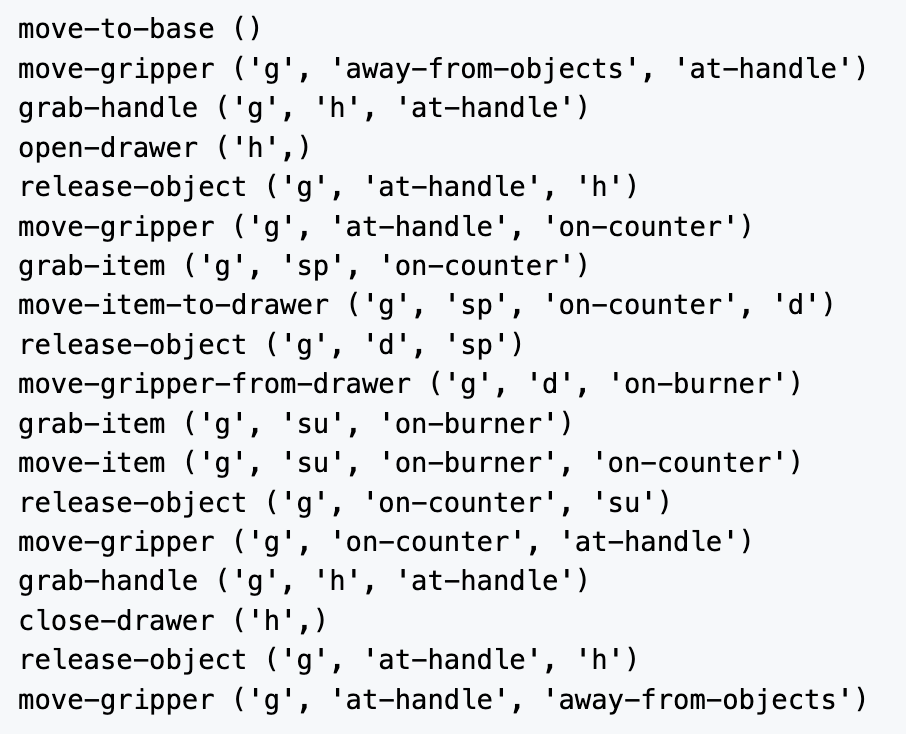 move-to-base ()
move-gripper ('g', 'away-from-objects', 'at-handle')
grab-handle ('g', 'h', 'at-handle')
open-drawer ('h',)
release-object ('g', 'at-handle', 'h')
move-gripper ('g', 'at-handle', 'on-counter')
grab-item ('g', 'sp', 'on-counter')
move-item-to-drawer ('g', 'sp', 'on-counter', 'd')
release-object ('g', 'd', 'sp')
move-gripper-from-drawer ('g', 'd', 'on-burner')
grab-item ('g', 'su', 'on-burner')
move-item ('g', 'su', 'on-burner', 'on-counter')
release-object ('g', 'on-counter', 'su')
move-gripper ('g', 'on-counter', 'at-handle')
grab-handle ('g', 'h', 'at-handle')
close-drawer ('h',)
release-object ('g', 'at-handle', 'h')
move-gripper ('g', 'at-handle', 'away-from-objects')